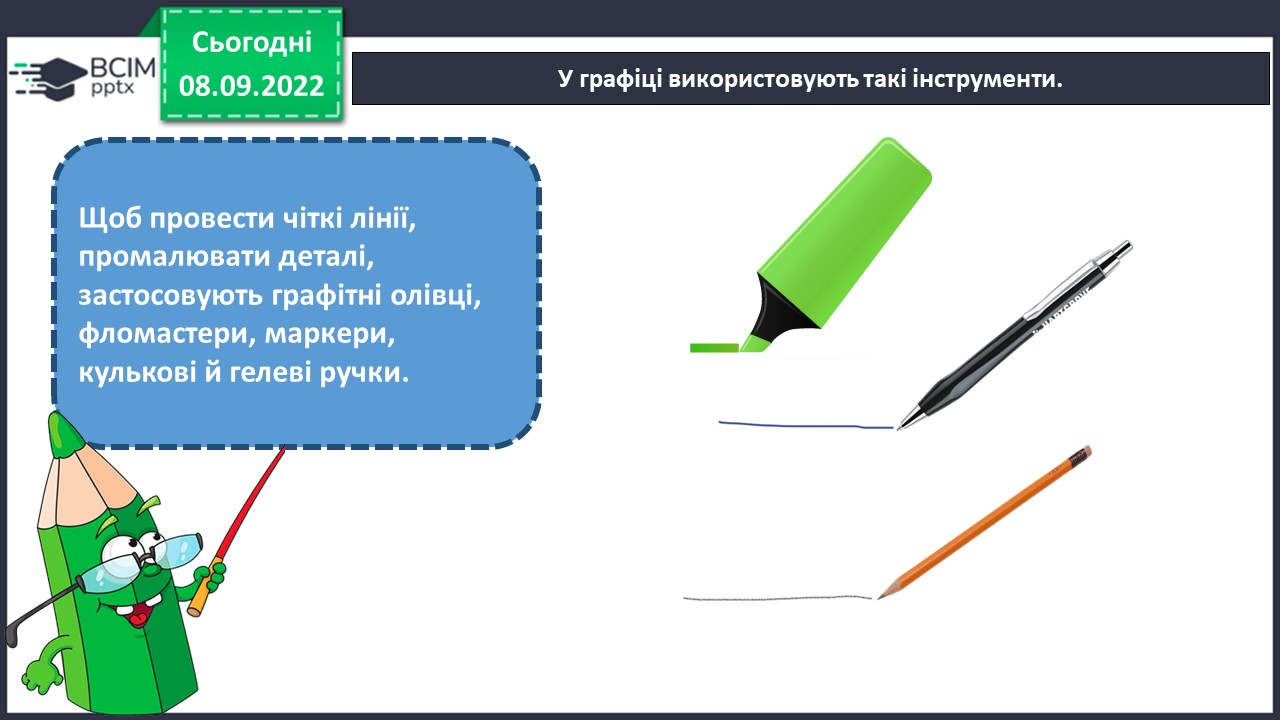 Сьогодні
08.09.2022
BCIM
pptx
У графіці використовують такі інструменти.
Щоб провести чіткі лінії,
промалювати деталі,
застосовують графітні олівці,
фломастери, маркери,
кулькові й гелеві ручки.